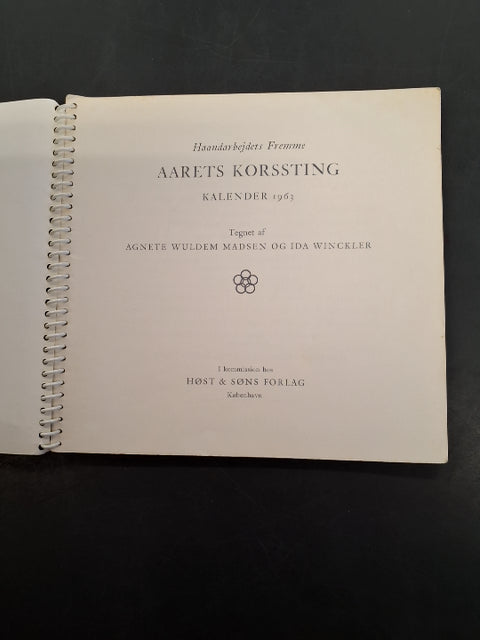 Haandarbejdets Fremme
AARETS KORSSTING
KALENDER 1963
Tegnet af
AGNETE WULDEM MADSEN OG IDA WINCKLER
I kommission hos
HØST & SØNS FORLAG
København